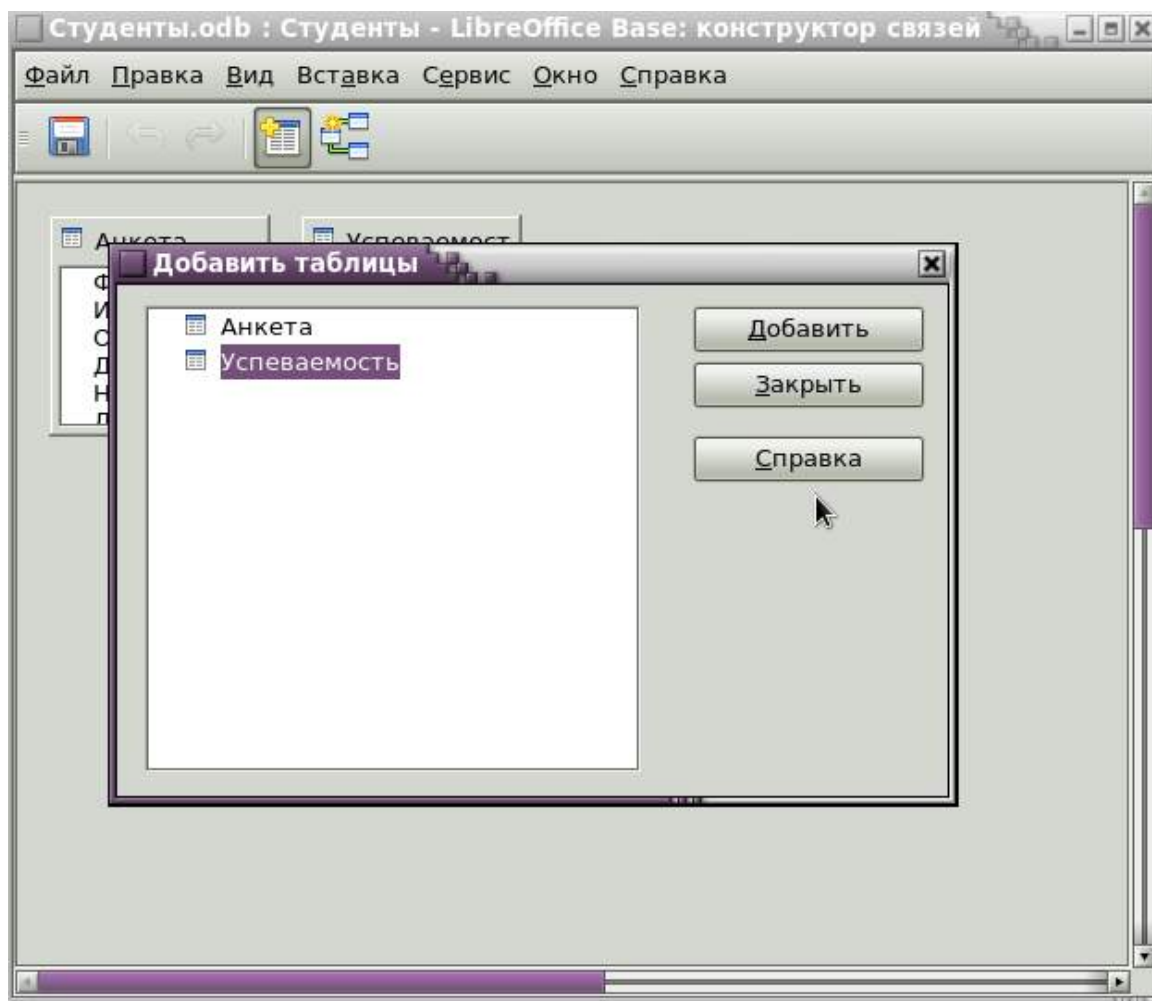 Студенты.odb : Студенты - LibreOffice Base: конструктор связей
Файл Правка Вид Вставка Сервис Окно Справка
Анкета
Успеваемост
Добавить таблицы
Анкета
Успеваемость
Добавить
Закрыть
Справка
Ф
И
Д
Н